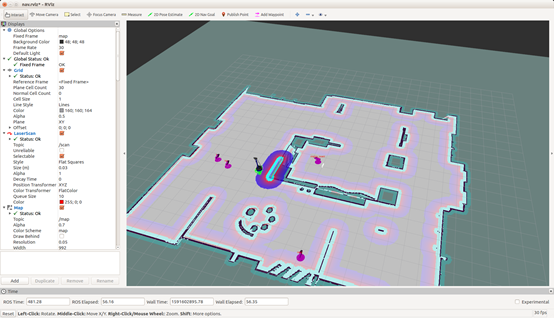 nas.rviz* - RViz
Interact Move Camera Select Focus Camera Measure 2D Pose Estimate 2D Nav Goal Publish Point Add Waypoint
Displays
Global Options
Fixed Frame map
Background Color 48; 48; 48
Frame Rate 30
Default Light
Global Status: Ok
Fixed Frame OK
Grid
Status: Ok
Reference Frame <Fixed Frame>
Plane Cell Count 30
Normal Cell Count 0
Cell Size 1
Line Style Lines
Color 160; 160; 164
Alpha 0.5
Plane XY
Offset 0; 0; 0
LaserScan
Status: Ok
Topic /scan
Unreliable
Selectable
Style Flat Squares
Size (m) 0.03
Alpha 1
Decay Time 0
Position Transformer XYZ
Color Transformer FlatColor
Queue Size 10
Color 255; 0; 0
Map
Status: Ok
Topic /map
Alpha 0.7
Color Scheme map
Draw Behind
Resolution 0.05
Width 992
Add Duplicate Remove Rename
Time
ROS Time: 481.28 ROS Elapsed: 58.16 Wall Time: 1591602895.78 Wall Elapsed: 58.35 Experimental
Reset Left-Click: Rotate. Middle-Click: Move X/Y. Right-Click/Mouse Wheel: Zoom. Shift: More options. 30 fps